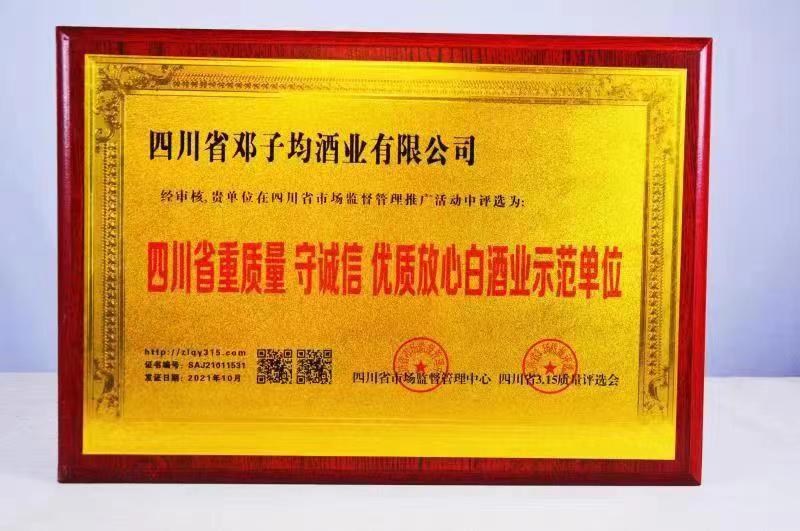 四川省邓子均酒业有限公司
经审核,贵单位在四川省市场监督管理推广活动中评选为:
四川省重质量 守诚信 优质放心白酒业示范单位
http://zlqy315.com
证书编号: SAJ21011531
发证日期: 2021年10月
四川省市场监督管理中心 四川省3.15质量评选会